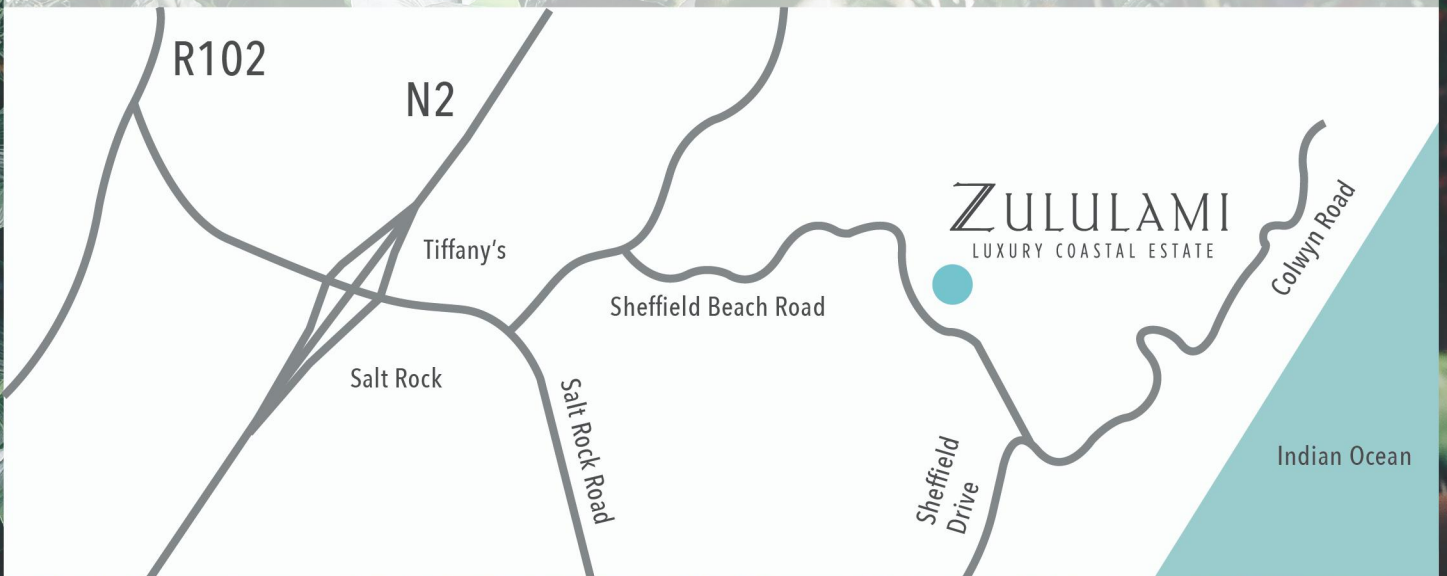 R102
N2
ZULULAMI
LUXURY COASTAL ESTATE
Colwyn Road
Tiffany's
Sheffield Beach Road
Salt Rock
Salt Rock Road
Sheffield
Drive
Indian Ocean